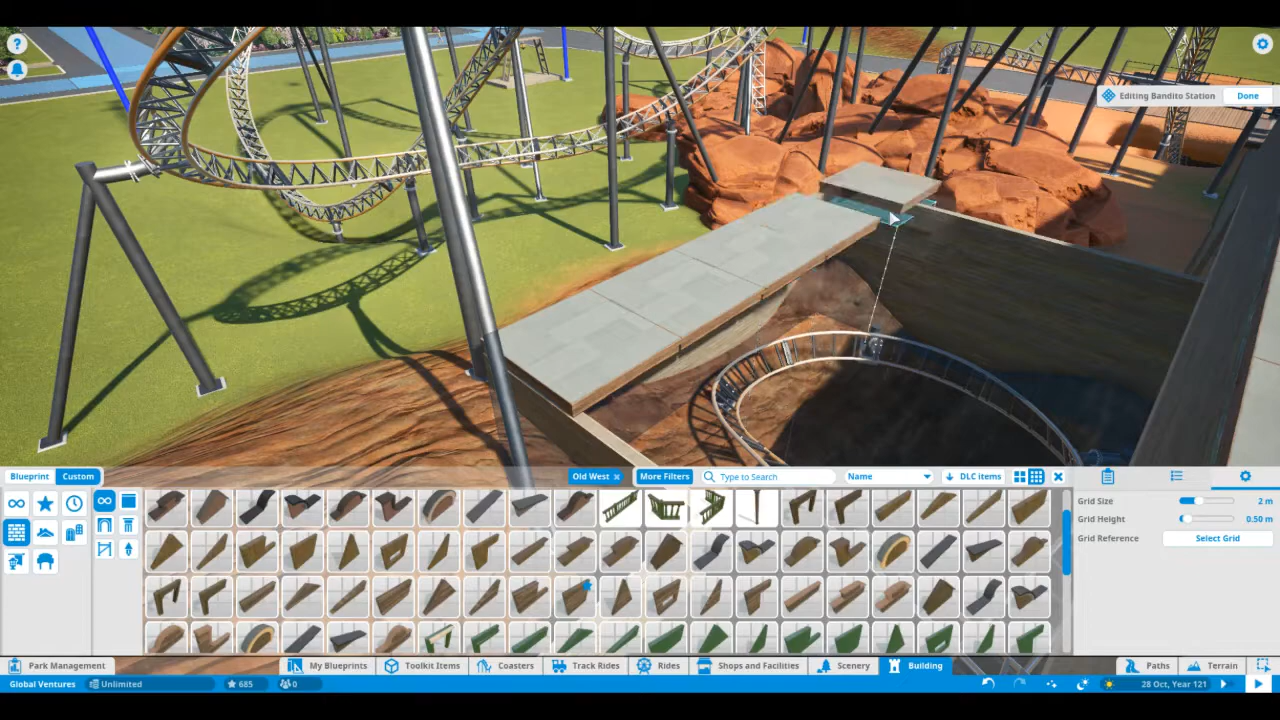 ?
Editing Bandito Station Done
Blueprint Custom Old West × More Filters Type to Search Name DLC items
Grid Size 2 m
Grid Height 0.50 m
Grid Reference Select Grid
Park Management My Blueprints Toolkit Items Coasters Track Rides Rides Shops and Facilities Scenery Building Paths Terrain
Global Ventures Unlimited 685 0 28 Oct, Year 121